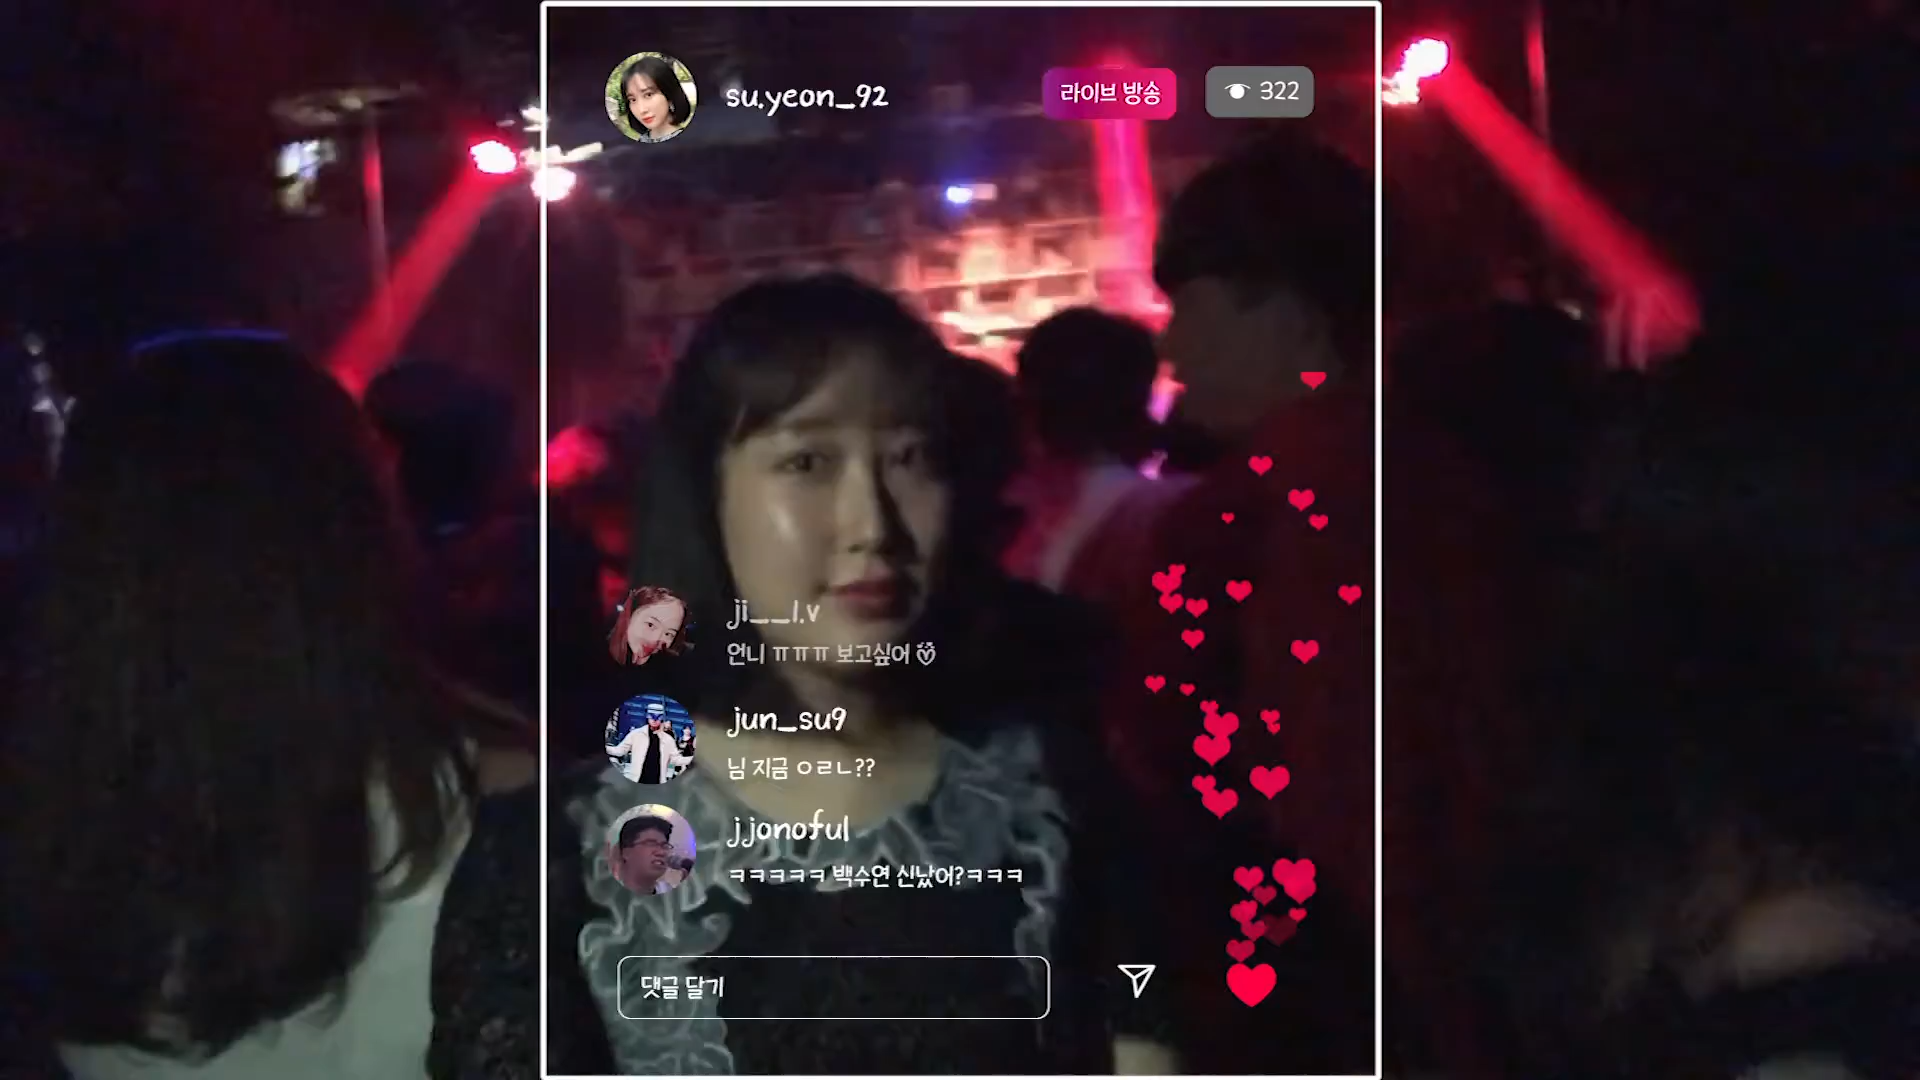 su.yeon_92
라이브 방송
322
ji__l.v
언니 ㅠㅠㅠ 보고싶어
jun_su9
님 지금 ㅇㄹㄴ??
jjonoful
ㅋㅋㅋㅋㅋ 백수연 신났어?ㅋㅋㅋ
댓글 달기